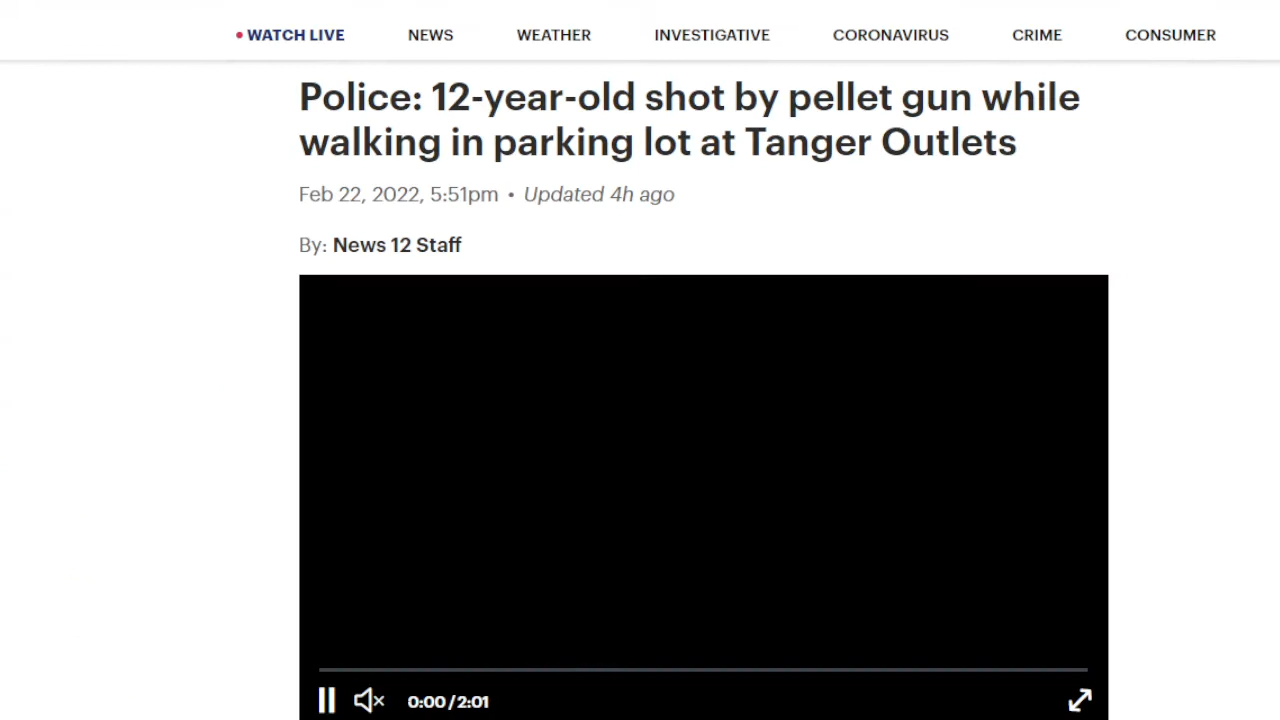 WATCH LIVE NEWS WEATHER INVESTIGATIVE CORONAVIRUS CRIME CONSUMER
Police: 12-year-old shot by pellet gun while
walking in parking lot at Tanger Outlets
Feb 22, 2022, 5:51pm • Updated 4h ago
By: News 12 Staff
0:00/2:01